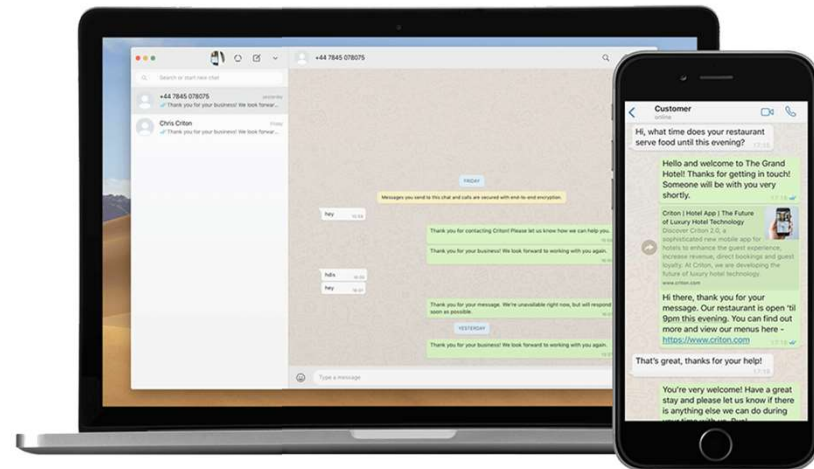 +44 7845 078075
Search or start new chat
+44 7845 078075
yesterday
Thank you for your business! We look forwar...
Chris Criton
Friday
Thank you for your business! We look forwar...
FRIDAY
Messages you send to this chat and calls are secured with end-to-end encryption.
hey
Thank you for contacting Criton! Please let us know how we can help you.
Thank you for your business! We look forward to working with you again.
hey
Thank you for your message. We're unavailable right now, but will respond
soon as possible.
YESTERDAY
Thank you for your business! We look forward to working with you again.
Type a message
Customer
online
Hi, what time does your restaurant
serve food until this evening?
17:15
Hello and welcome to The Grand
Hotel! Thanks for getting in touch!
Someone will be with you very
shortly.
Criton | Hotel App | The Future
of Luxury Hotel Technology
Discover Criton 2.0, a
sophisticated new mobile app for
hotels to enhance the guest experience,
increase revenue, direct bookings and guest
loyalty. At Criton, we are developing the
future of luxury hotel technology.
www.criton.com
Hi there, thank you for your
message. Our restaurant is open 'til
9pm this evening. You can find out
more and view our menus here -
https://www.criton.com
That's great, thanks for your help!
You're very welcome! Have a great
stay and please let us know if there
is anything else we can do during
your time with us.